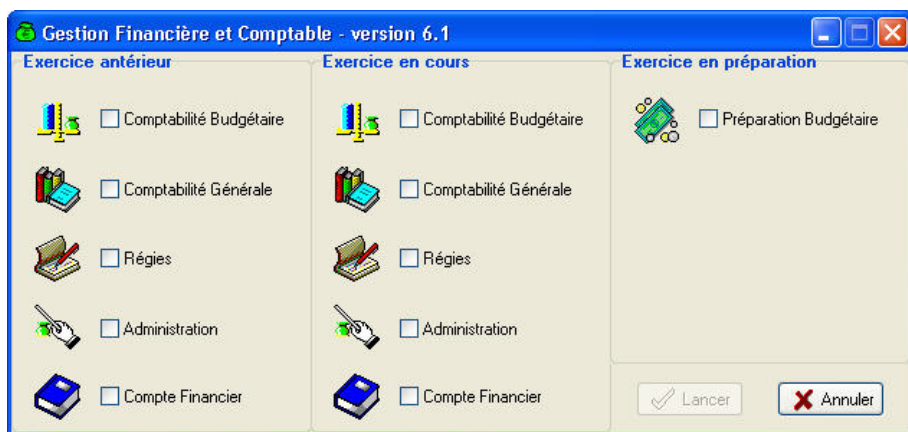 Gestion Financière et Comptable - version 6.1
Exercice antérieur
Comptabilité Budgétaire
Comptabilité Générale
Régies
Administration
Compte Financier
Exercice en cours
Comptabilité Budgétaire
Comptabilité Générale
Régies
Administration
Compte Financier
Exercice en préparation
Préparation Budgétaire
Lancer
Annuler